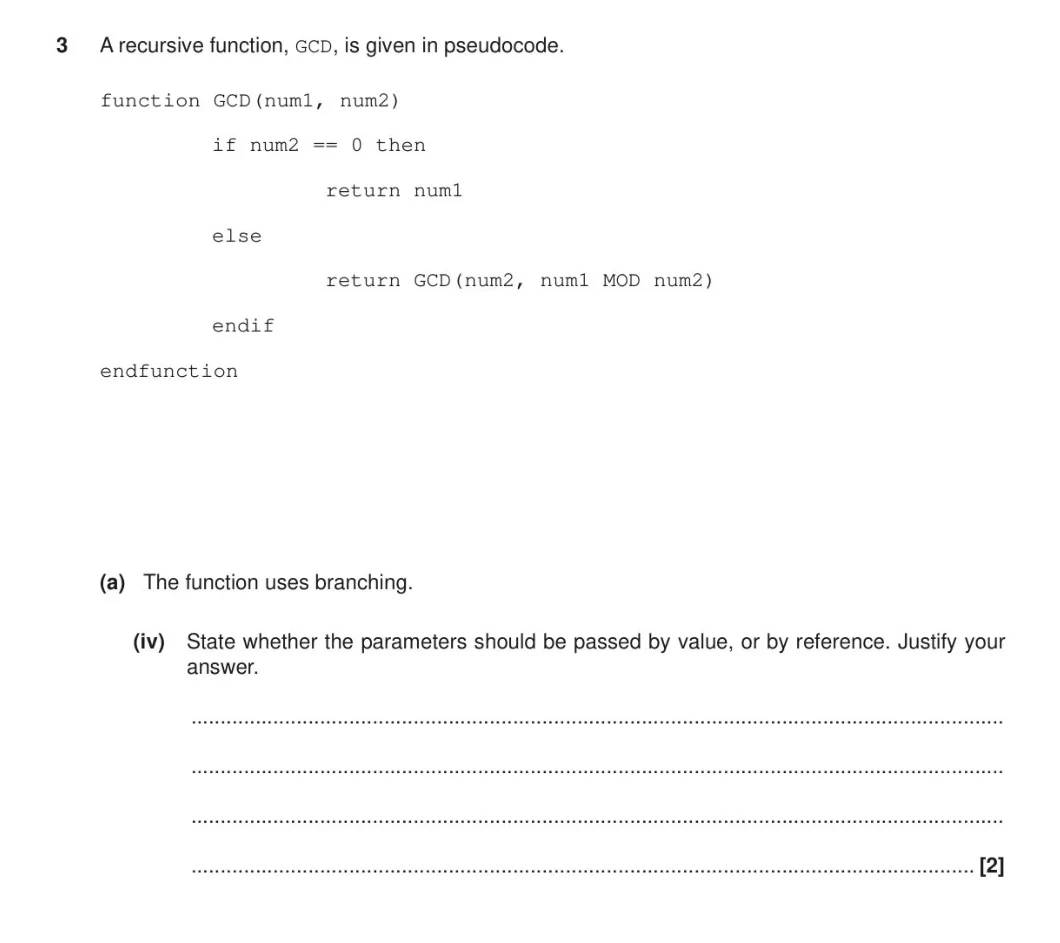 3 A recursive function, GCD, is given in pseudocode.
function GCD(num1, num2)
if num2 == 0 then
return num1
else
return GCD(num2, num1 MOD num2)
endif
endfunction
(a) The function uses branching.
(iv) State whether the parameters should be passed by value, or by reference. Justify your
answer.
[2]